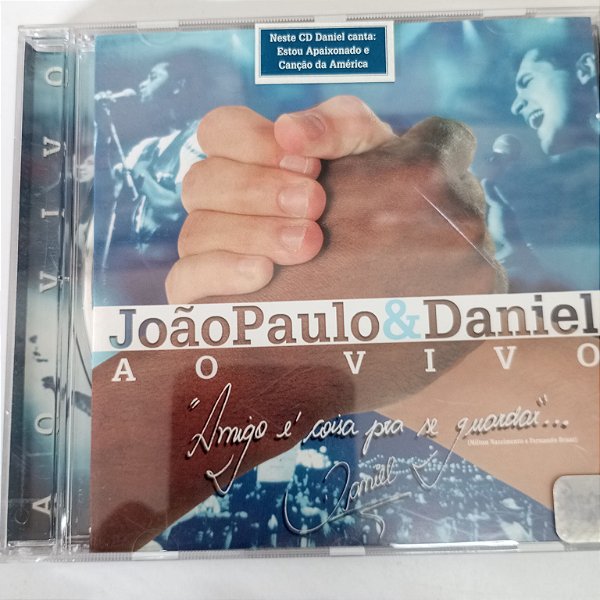 Neste CD Daniel canta:
Estou Apaixonado e
Canção da América
JoãoPaulo&Daniel
AO VIVO
"Amigo é coisa pra se guardar"...
(Milton Nascimento e Fernando Brant)
Daniel
AO VIVO